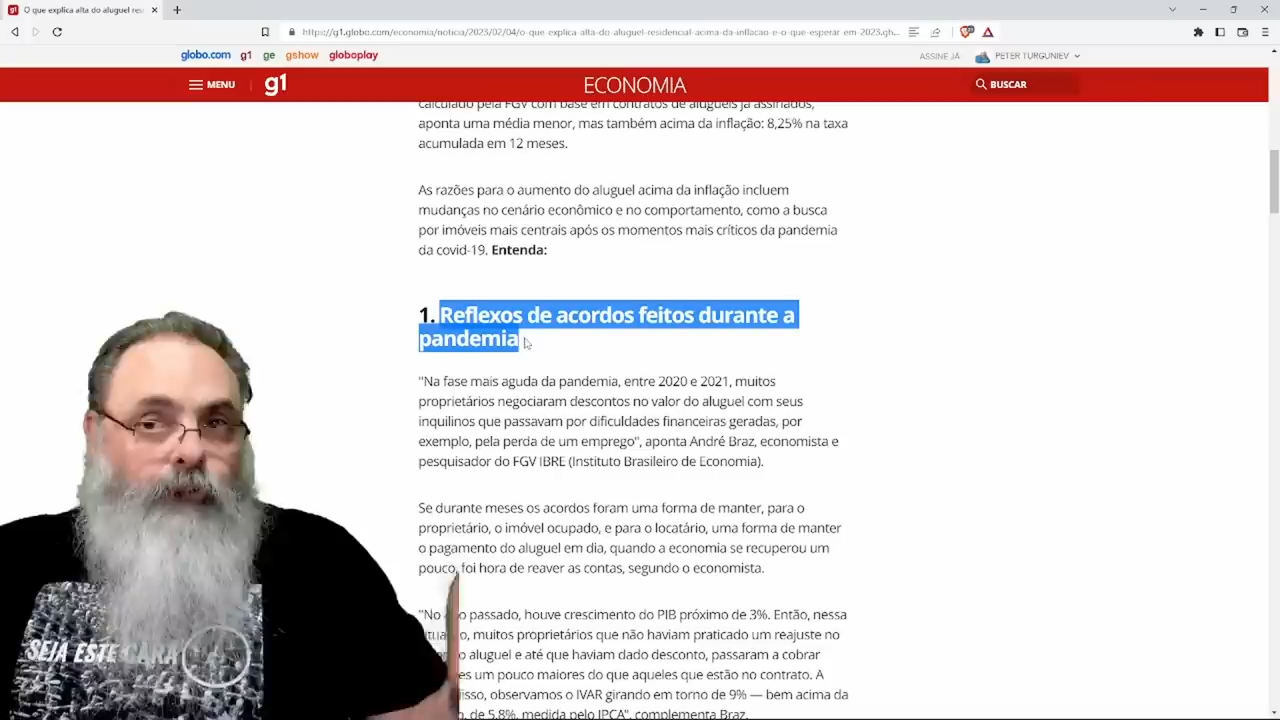 O que explica alta do aluguel res
https://g1.globo.com/economia/noticia/2023/02/04/o-que-explica-alta-do-aluguel-residencial-acima-da-inflacao-e-o-que-esperar-em-2023.gh...
globo.com g1 ge gshow globoplay
ASSINE JÁ
PETER TURGUNIEV
MENU
g1
ECONOMIA
BUSCAR
calculado pela FGV com base em contratos de aluguéis já assinados,
aponta uma média menor, mas também acima da inflação: 8,25% na taxa
acumulada em 12 meses.
As razões para o aumento do aluguel acima da inflação incluem
mudanças no cenário econômico e no comportamento, como a busca
por imóveis mais centrais após os momentos mais críticos da pandemia
da covid-19. Entenda:
1. Reflexos de acordos feitos durante a
pandemia
"Na fase mais aguda da pandemia, entre 2020 e 2021, muitos
proprietários negociaram descontos no valor do aluguel com seus
inquilinos que passavam por dificuldades financeiras geradas, por
exemplo, pela perda de um emprego", aponta André Braz, economista e
pesquisador do FGV IBRE (Instituto Brasileiro de Economia).
Se durante meses os acordos foram uma forma de manter, para o
proprietário, o imóvel ocupado, e para o locatário, uma forma de manter
o pagamento do aluguel em dia, quando a economia se recuperou um
pouco, foi hora de reaver as contas, segundo o economista.
"No passado, houve crescimento do PIB próximo de 3%. Então, nessa
muitos proprietários que não haviam praticado um reajuste no
aluguel e até que haviam dado desconto, passaram a cobrar
um pouco maiores do que aqueles que estão no contrato. A
disso, observamos o IVAR girando em torno de 9% — bem acima da
de 5,8%, medida pelo IPCA", complementa Braz.
SEJA ESTE CARA